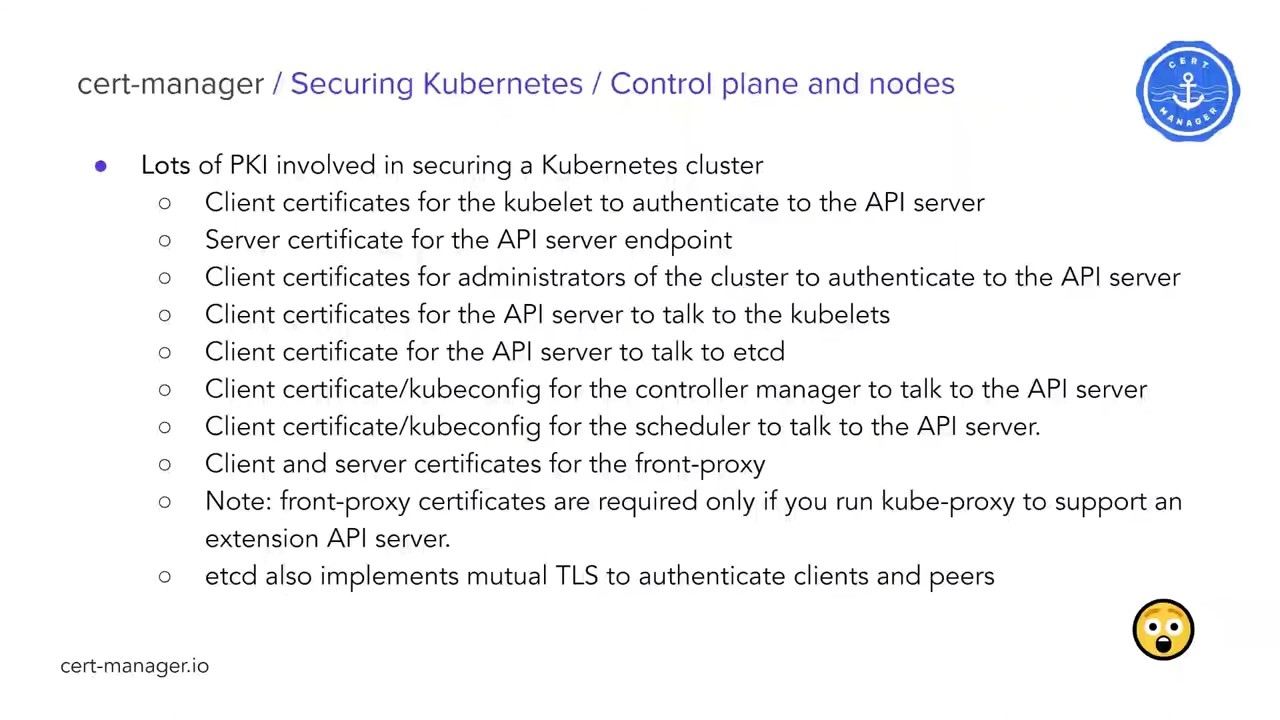 cert-manager / Securing Kubernetes / Control plane and nodes
CERT
MANAGER
● Lots of PKI involved in securing a Kubernetes cluster
○ Client certificates for the kubelet to authenticate to the API server
○ Server certificate for the API server endpoint
○ Client certificates for administrators of the cluster to authenticate to the API server
○ Client certificates for the API server to talk to the kubelets
○ Client certificate for the API server to talk to etcd
○ Client certificate/kubeconfig for the controller manager to talk to the API server
○ Client certificate/kubeconfig for the scheduler to talk to the API server.
○ Client and server certificates for the front-proxy
○ Note: front-proxy certificates are required only if you run kube-proxy to support an
extension API server.
○ etcd also implements mutual TLS to authenticate clients and peers
cert-manager.io